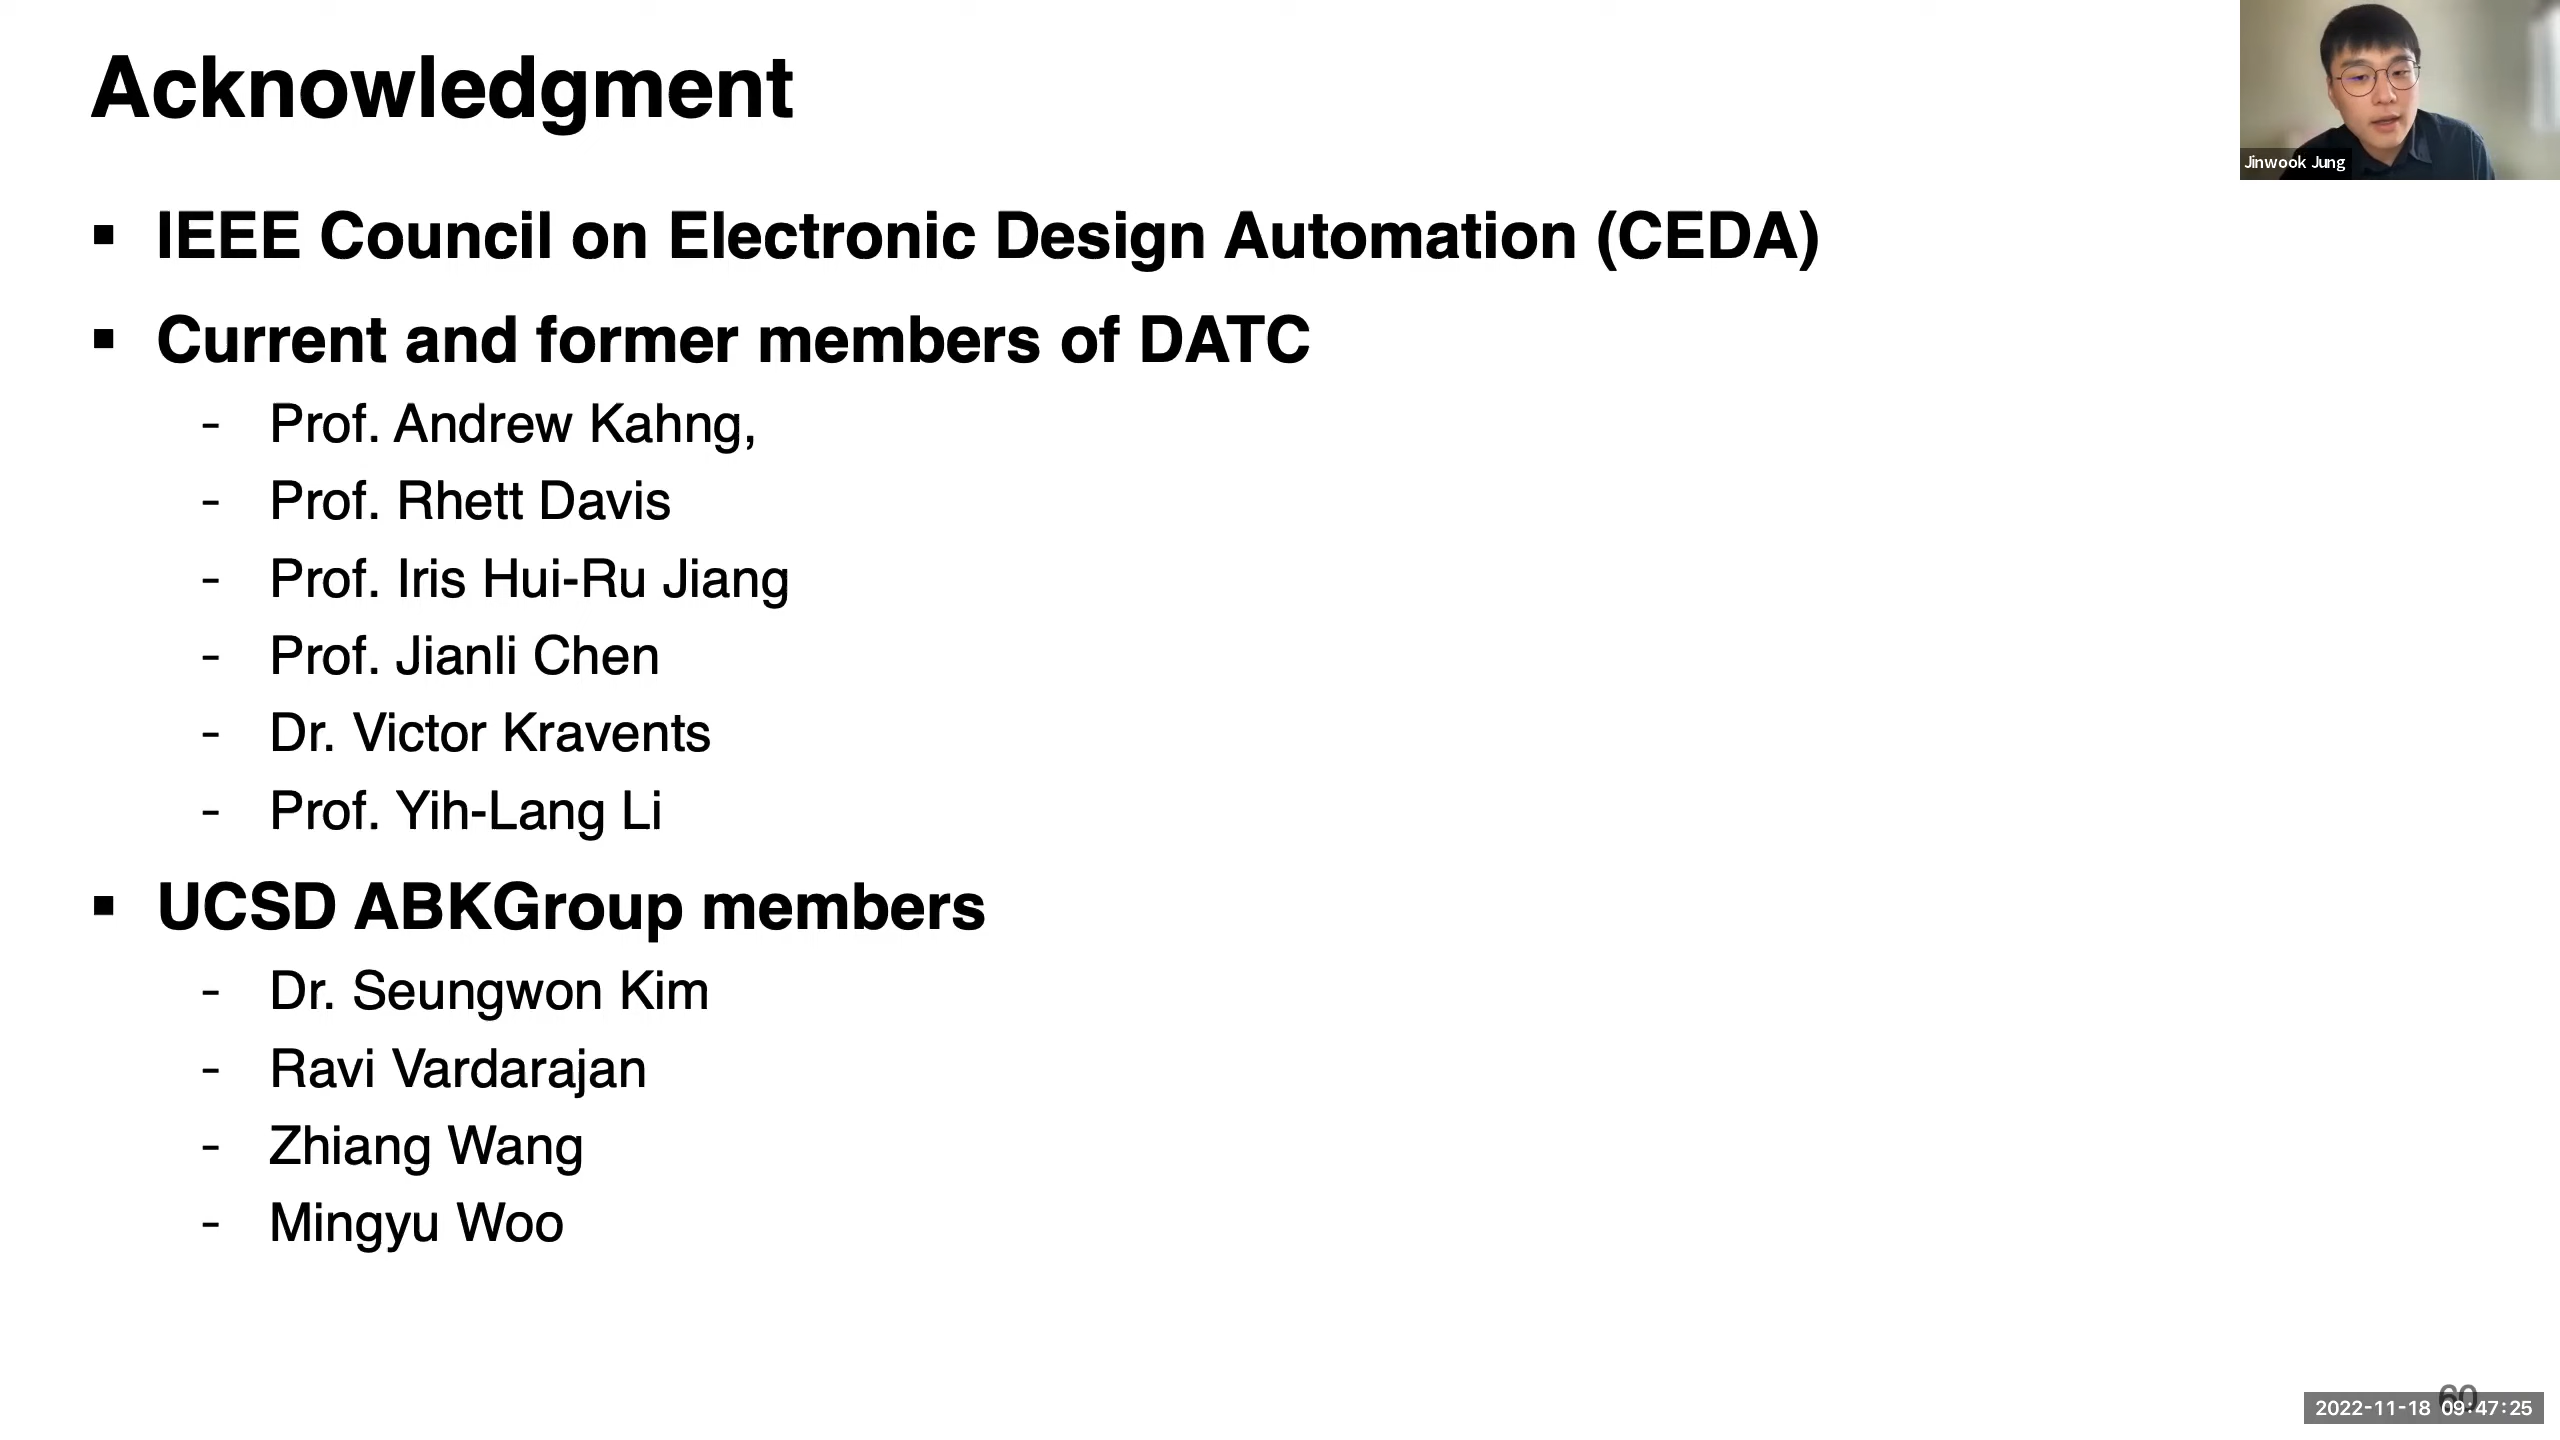 Acknowledgment
Jinwook Jung
▪ IEEE Council on Electronic Design Automation (CEDA)
▪ Current and former members of DATC
- Prof. Andrew Kahng,
- Prof. Rhett Davis
- Prof. Iris Hui-Ru Jiang
- Prof. Jianli Chen
- Dr. Victor Kravents
- Prof. Yih-Lang Li
▪ UCSD ABKGroup members
- Dr. Seungwon Kim
- Ravi Vardarajan
- Zhiang Wang
- Mingyu Woo
60
2022-11-18 09:47:25